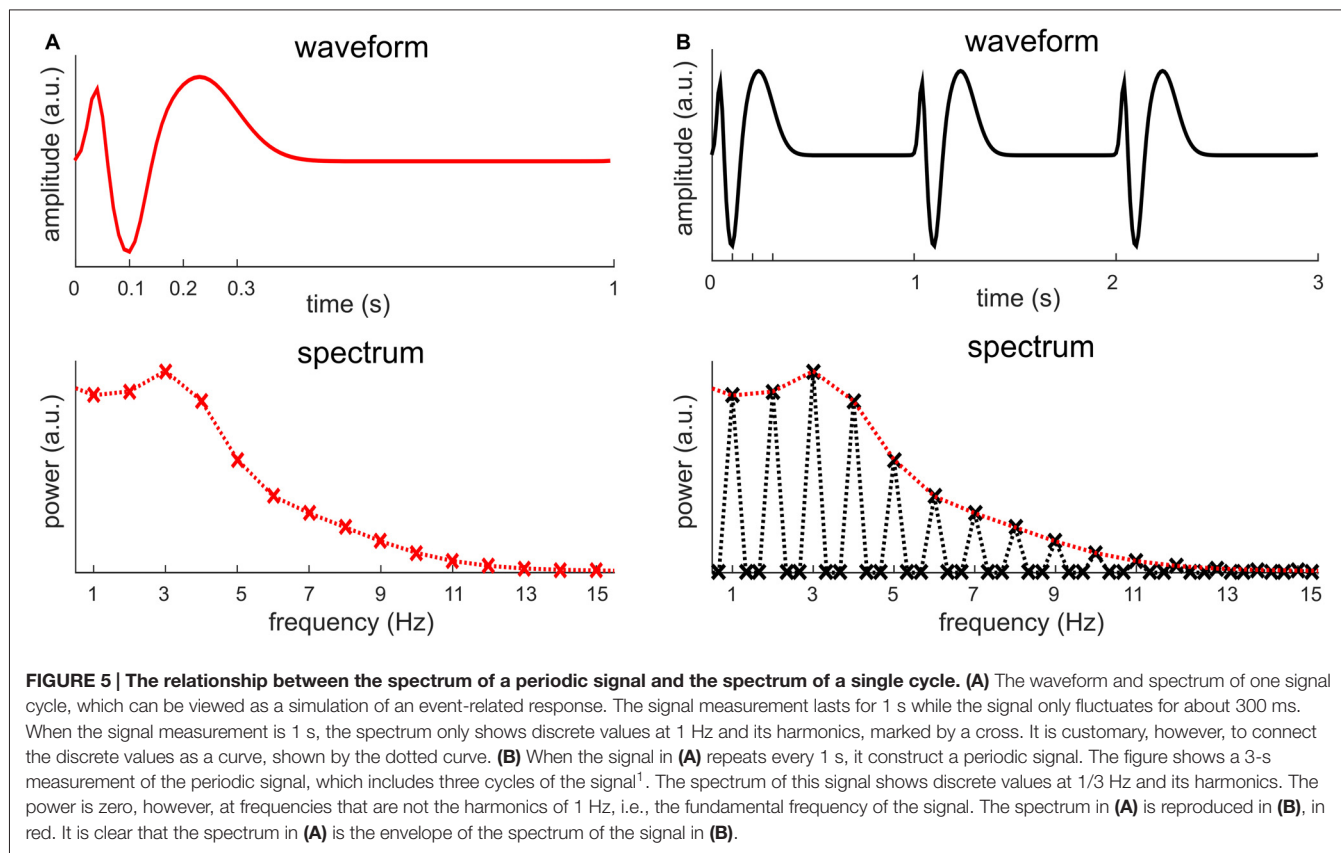 A
waveform
amplitude (a.u.)
0
0.1
0.2
0.3
1
time (s)
spectrum
power (a.u.)
1 3 5 7 9 11 13 15
frequency (Hz)
B
waveform
amplitude (a.u.)
0 1 2 3
time (s)
spectrum
power (a.u.)
1 3 5 7 9 11 13 15
frequency (Hz)
FIGURE 5 | The relationship between the spectrum of a periodic signal and the spectrum of a single cycle. (A) The waveform and spectrum of one signal
cycle, which can be viewed as a simulation of an event-related response. The signal measurement lasts for 1 s while the signal only fluctuates for about 300 ms.
When the signal measurement is 1 s, the spectrum only shows discrete values at 1 Hz and its harmonics, marked by a cross. It is customary, however, to connect
the discrete values as a curve, shown by the dotted curve. (B) When the signal in (A) repeats every 1 s, it construct a periodic signal. The figure shows a 3-s
measurement of the periodic signal, which includes three cycles of the signal¹. The spectrum of this signal shows discrete values at 1/3 Hz and its harmonics. The
power is zero, however, at frequencies that are not the harmonics of 1 Hz, i.e., the fundamental frequency of the signal. The spectrum in (A) is reproduced in (B), in
red. It is clear that the spectrum in (A) is the envelope of the spectrum of the signal in (B).